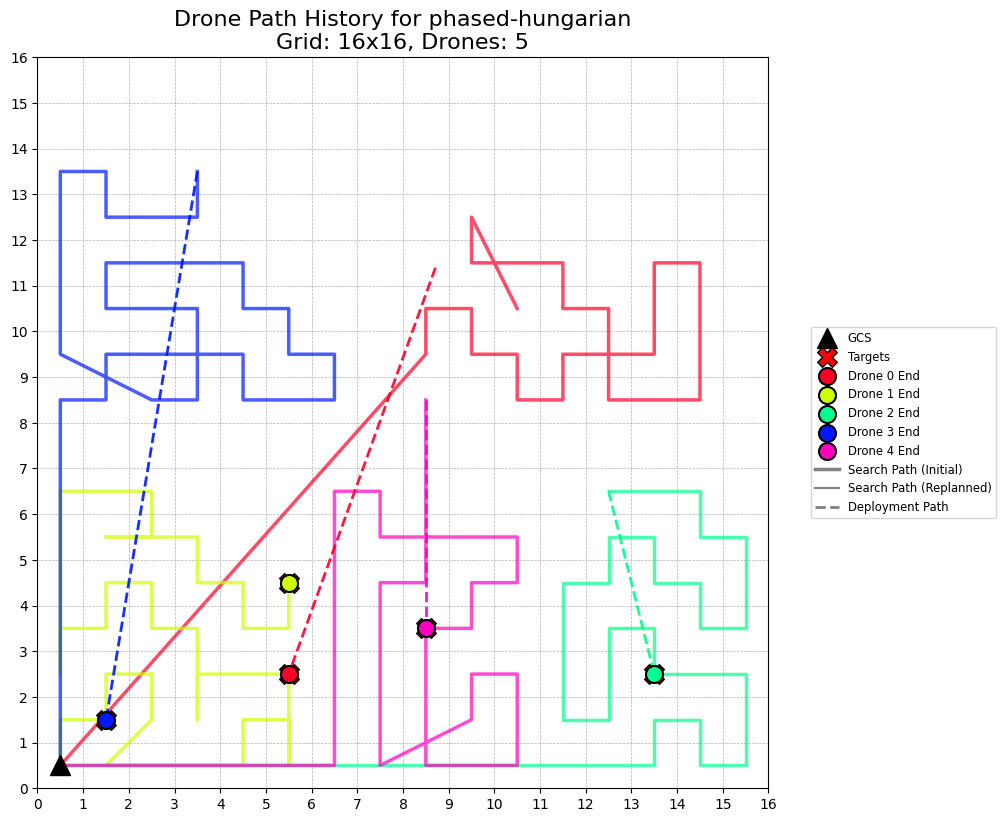 Drone Path History for phased-hungarian
Grid: 16x16, Drones: 5
16
15
14
13
12
11
10
9
8
7
6
5
4
3
2
1
0
0 1 2 3 4 5 6 7 8 9 10 11 12 13 14 15 16
GCS
Targets
Drone 0 End
Drone 1 End
Drone 2 End
Drone 3 End
Drone 4 End
Search Path (Initial)
Search Path (Replanned)
Deployment Path